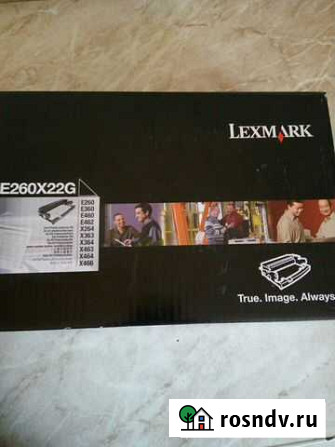 LEXMARK
E260X22G
E260
E360
E460
E462
X264
X363
X364
X463
X464
X466
True. Image. Always
rosndv.ru